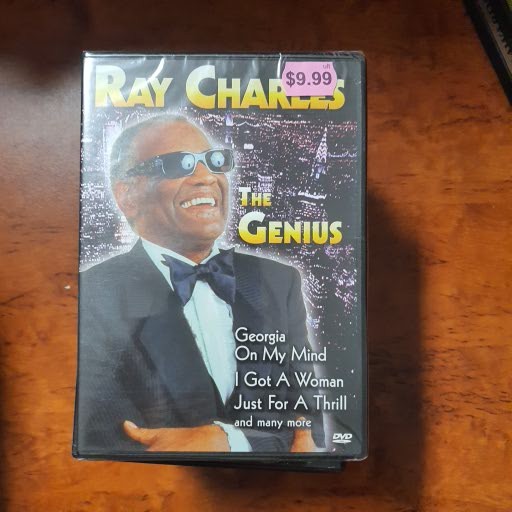 RAY CHARLES
$9.99
THE
GENIUS
Georgia
On My Mind
I Got A Woman
Just For A Thrill
and many more
DVD